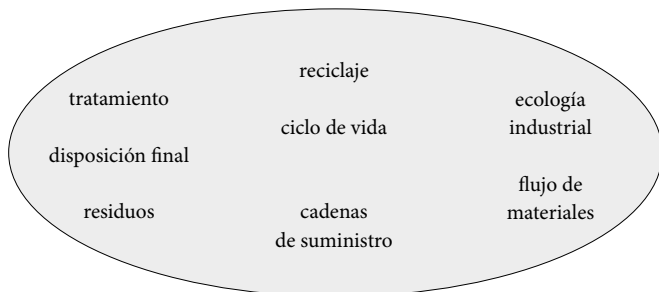 reciclaje
tratamiento
ecología
industrial
ciclo de vida
disposición final
flujo de
materiales
residuos
cadenas
de suministro